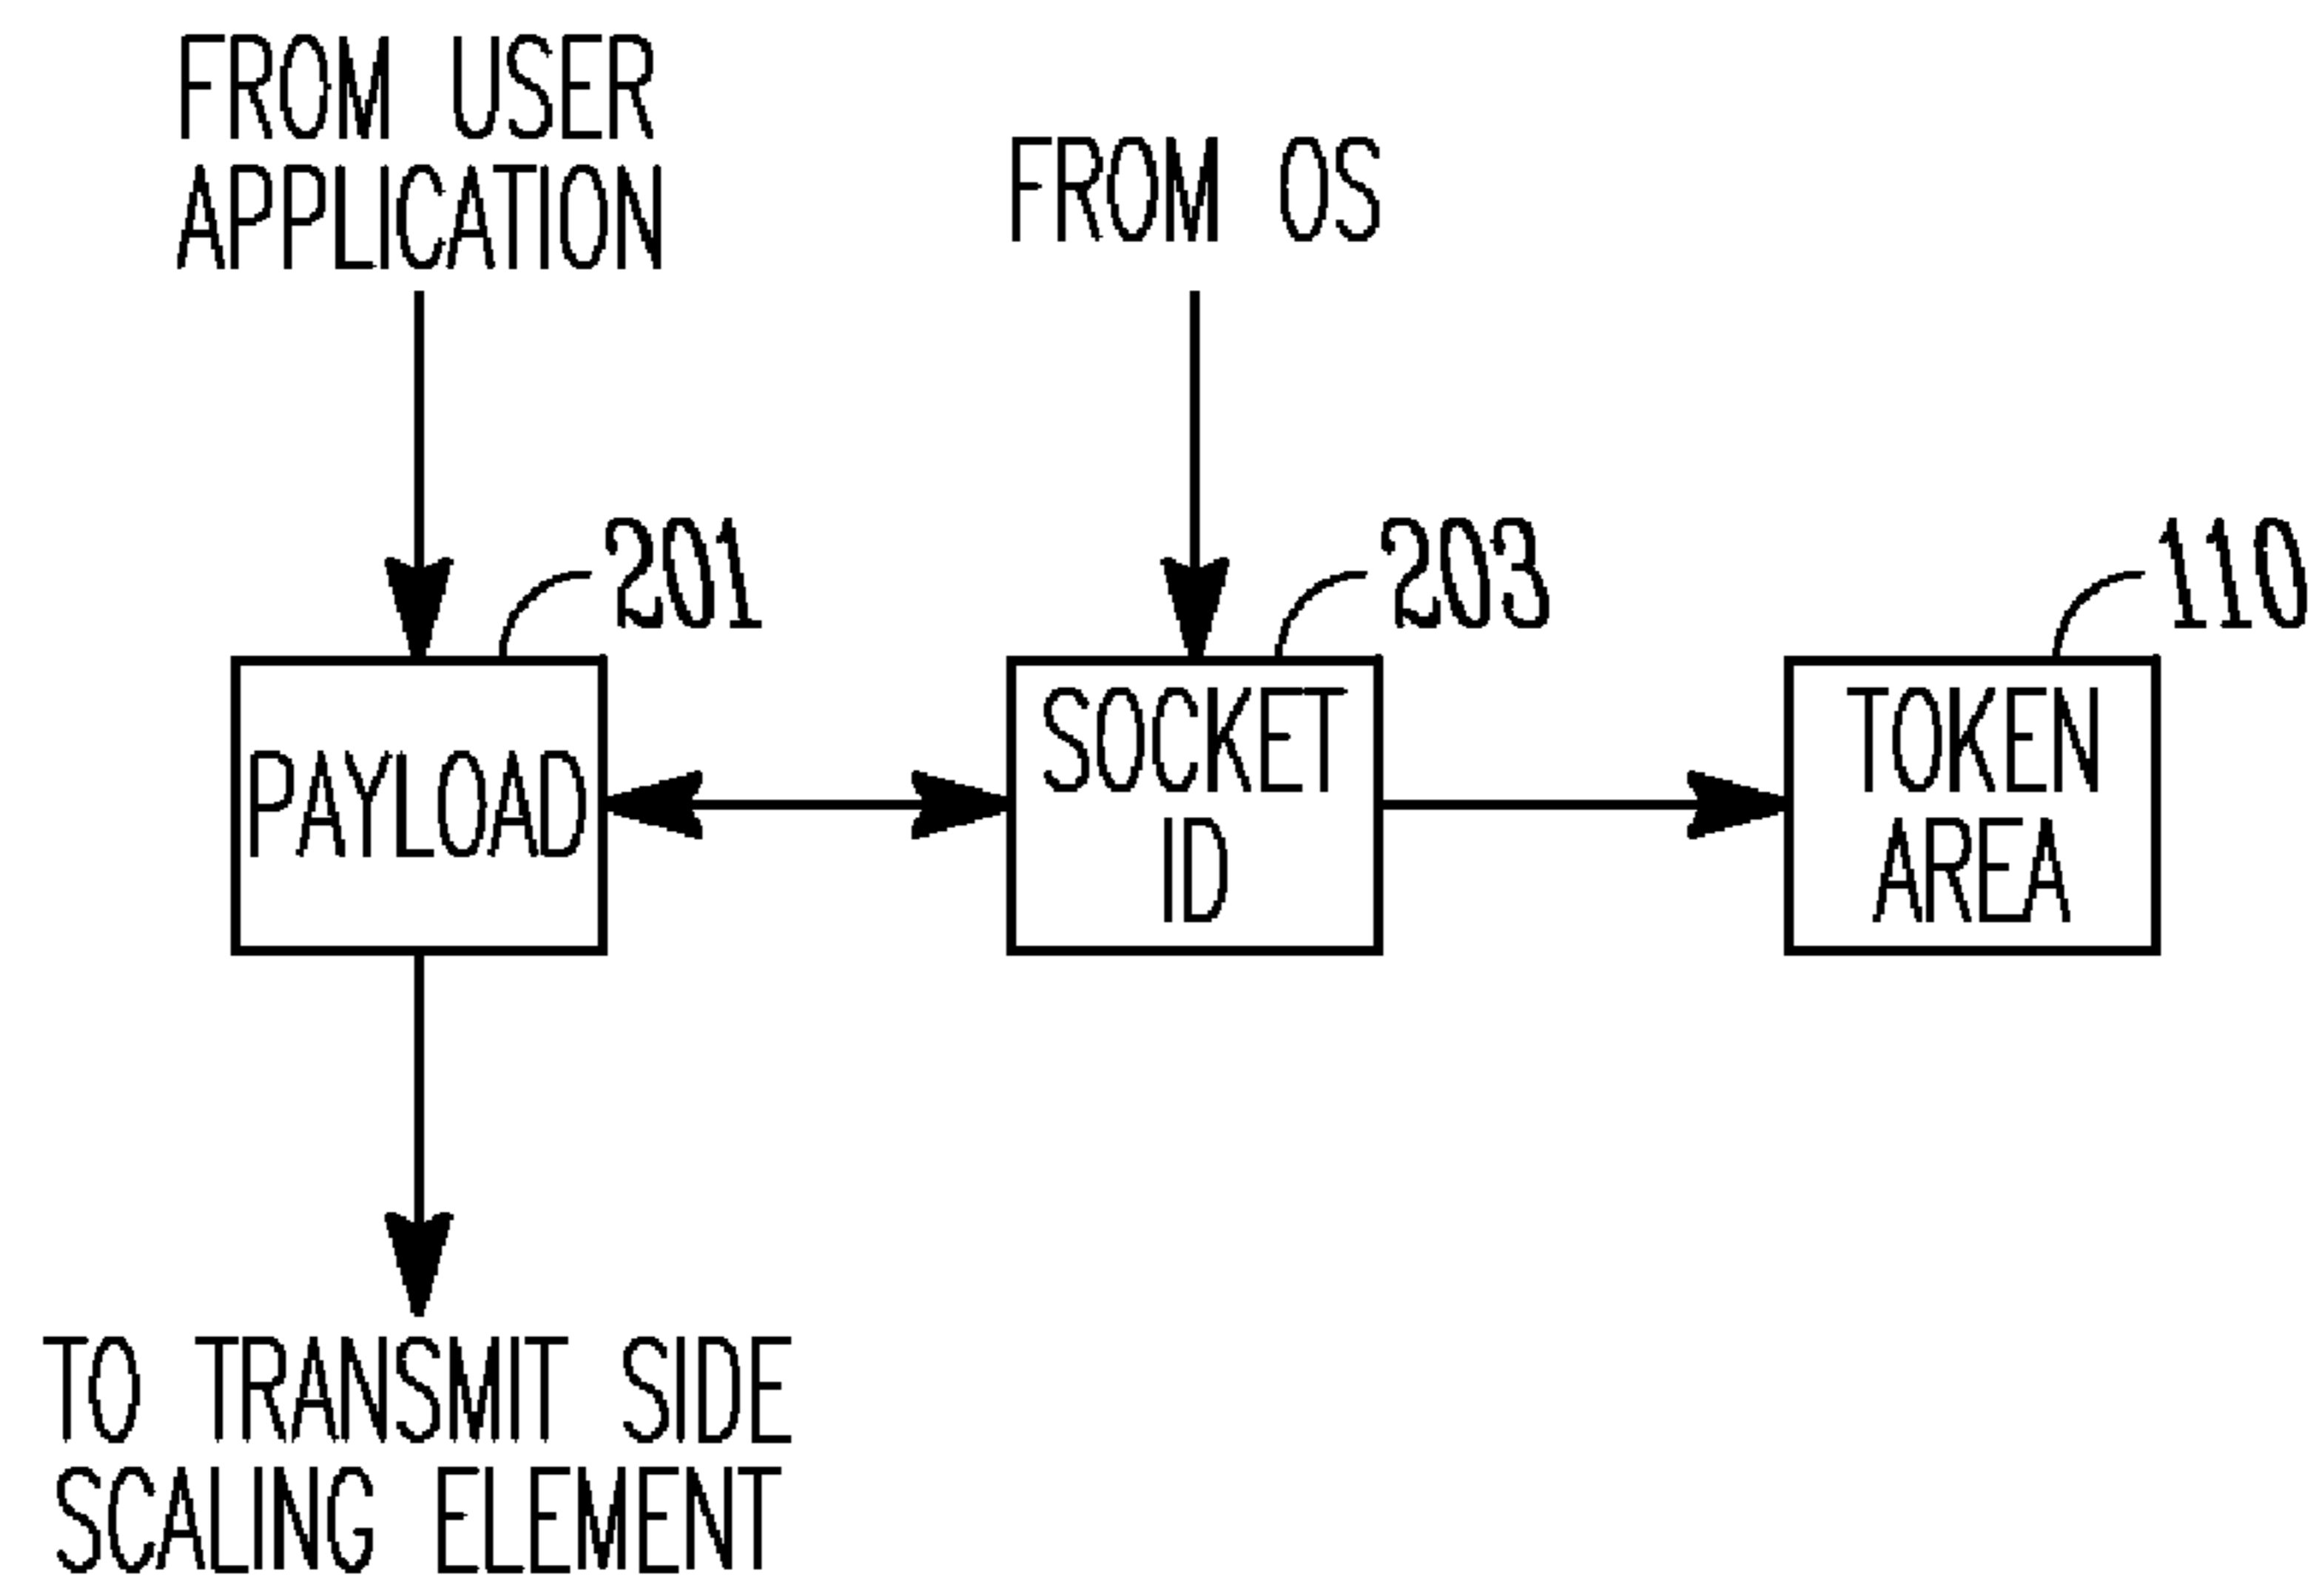 FROM USER
APPLICATION
FROM OS
201
203
110
PAYLOAD
SOCKET
ID
TOKEN
AREA
TO TRANSMIT SIDE
SCALING ELEMENT